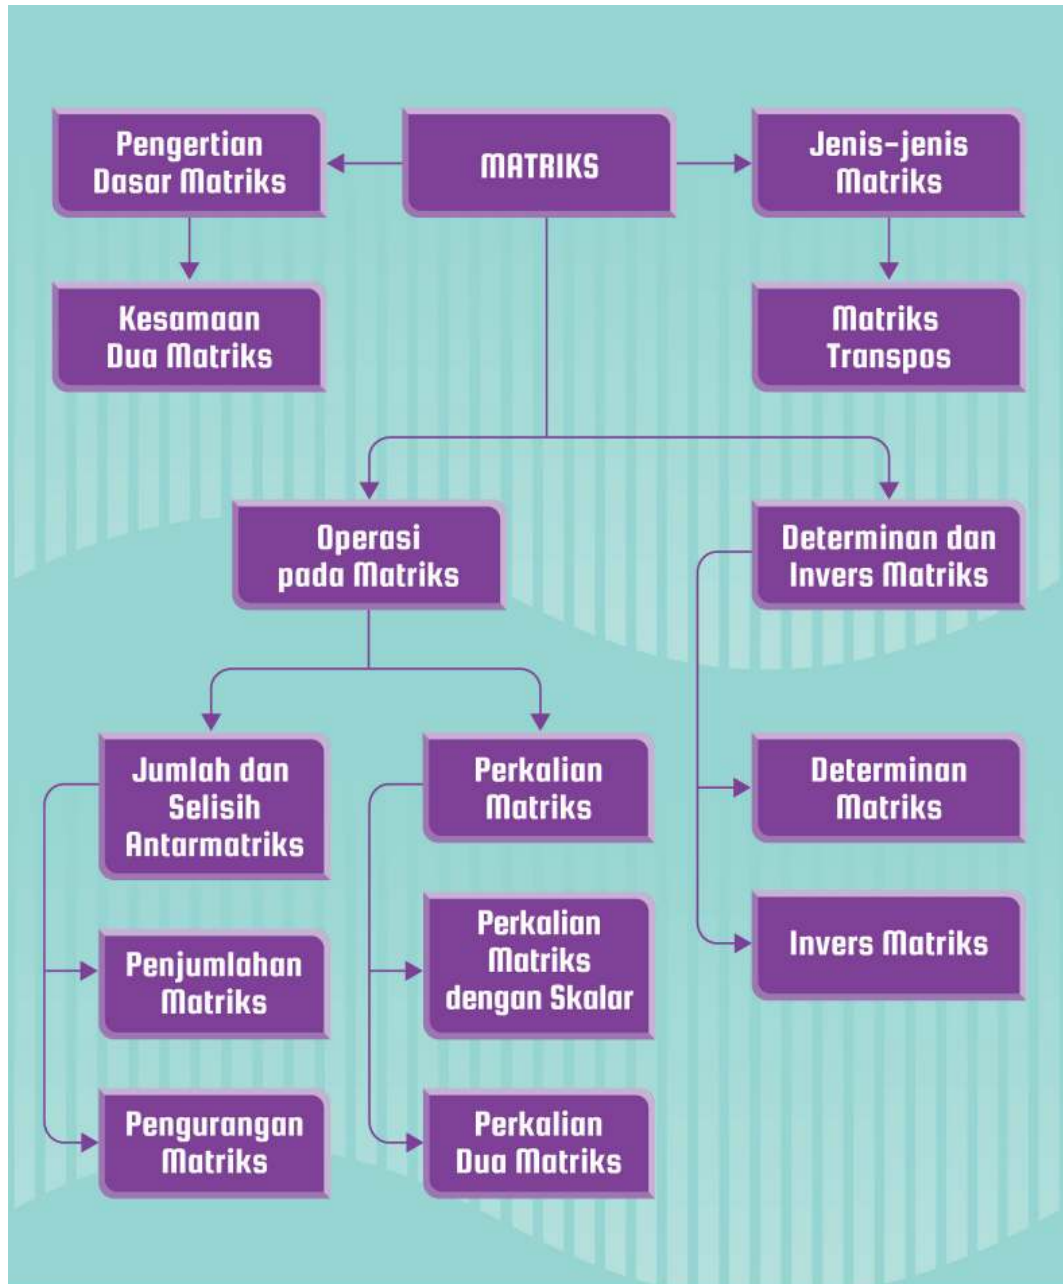 Pengertian
Dasar Matriks
MATRIKS
Jenis-jenis
Matriks
Kesamaan
Dua Matriks
Matriks
Transpos
Operasi
pada Matriks
Determinan dan
Invers Matriks
Jumlah dan
Selisih
Antarmatriks
Perkalian
Matriks
Determinan
Matriks
Penjumlahan
Matriks
Perkalian
Matriks
dengan Skalar
Invers Matriks
Pengurangan
Matriks
Perkalian
Dua Matriks